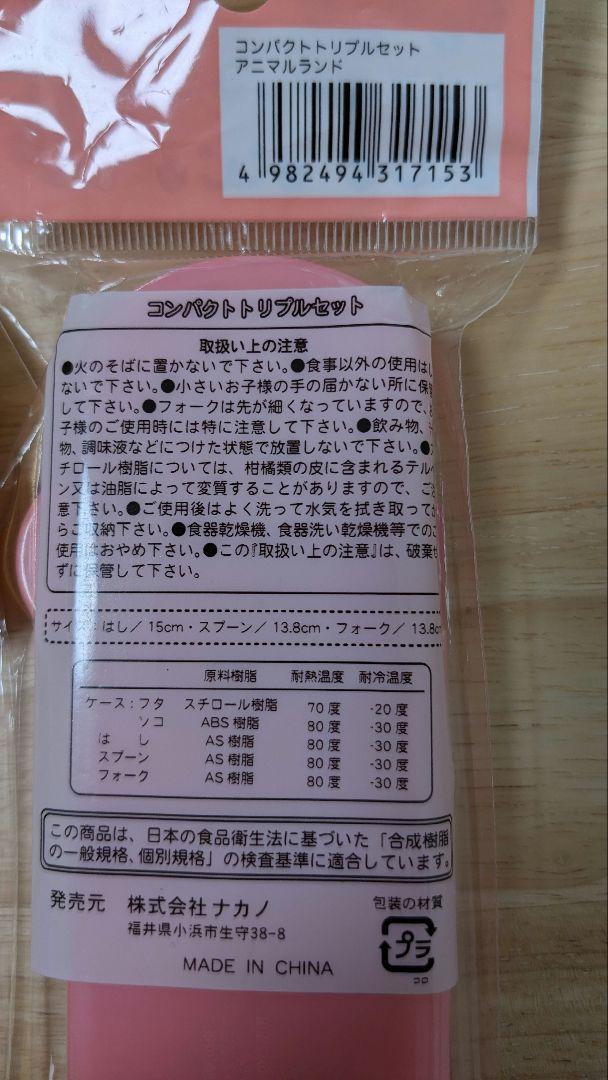 コンパクトトリプルセット
アニマルランド
4 982494 317153
コンパクトトリプルセット
取扱い上の注意
●火のそばに置かないで下さい。●食事以外の使用はし
ないで下さい。●小さいお子様の手の届かない所に保管
して下さい。●フォークは先が細くなっていますので、
子様のご使用時には特に注意して下さい。●飲み物、
物、調味液などにつけた状態で放置しないで下さい。●
チロール樹脂については、柑橘類の皮に含まれるテルペ
ン又は油脂によって変質することがありますので、ご注
意下さい。●ご使用後はよく洗って水気を拭き取ってか
らご収納下さい。●食器乾燥機、食器洗い乾燥機等でのご
使用はおやめ下さい。●この『取扱い上の注意』は、破棄せ
ずに保管して下さい。
サイズ はし/15cm・スプーン/13.8cm・フォーク/13.8cm
原料樹脂 耐熱温度 耐冷温度
ケース:フタ スチロール樹脂 70度 -20度
ソコ ABS樹脂 80度 -30度
はし AS樹脂 80度 -30度
スプーン AS樹脂 80度 -30度
フォーク AS樹脂 80度 -30度
この商品は、日本の食品衛生法に基づいた「合成樹脂
の一般規格、個別規格」の検査基準に適合しています。
発売元 株式会社ナカノ
福井県小浜市生守38-8
MADE IN CHINA
包装の材質
プラ